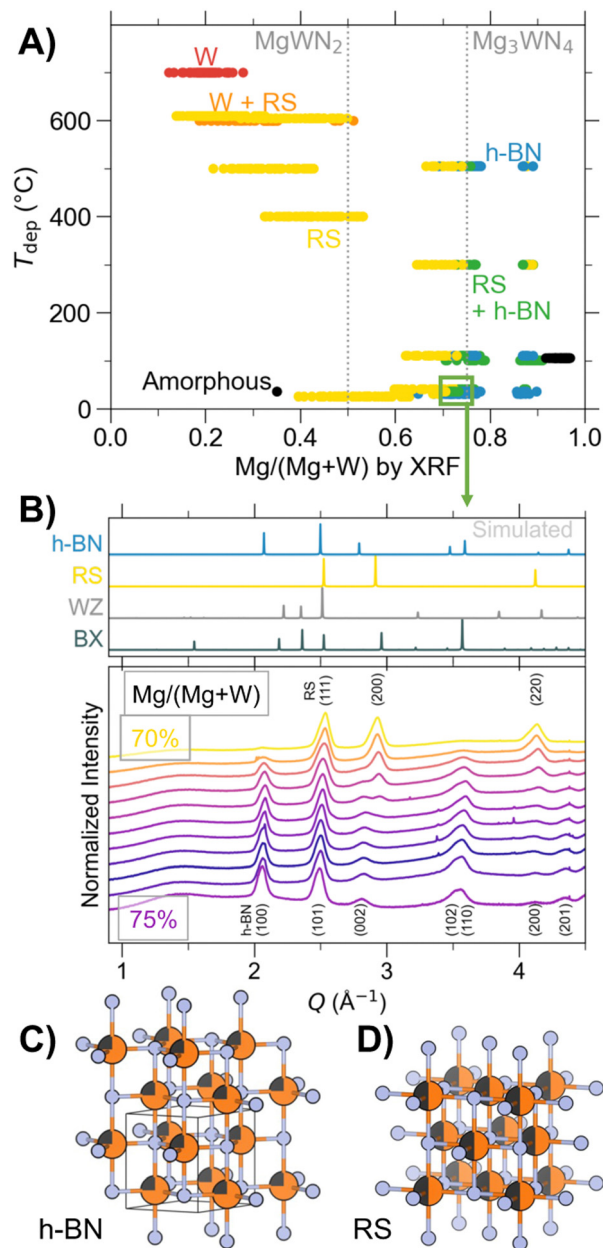 A)
MgWN2
Mg3WN4
W
W + RS
600
h-BN
400
RS
Tdep (°C)
RS
+ h-BN
200
Amorphous
0
0.0 0.2 0.4 0.6 0.8 1.0
Mg/(Mg+W) by XRF
B)
Simulated
h-BN
RS
WZ
BX
Mg/(Mg+W)
RS (111)
(200)
(220)
70%
Normalized Intensity
75%
h-BN (100)
(101)
(002)
(102)
(110)
(200)
(201)
1 2 3 4
Q (Å−1)
C)
D)
h-BN
RS